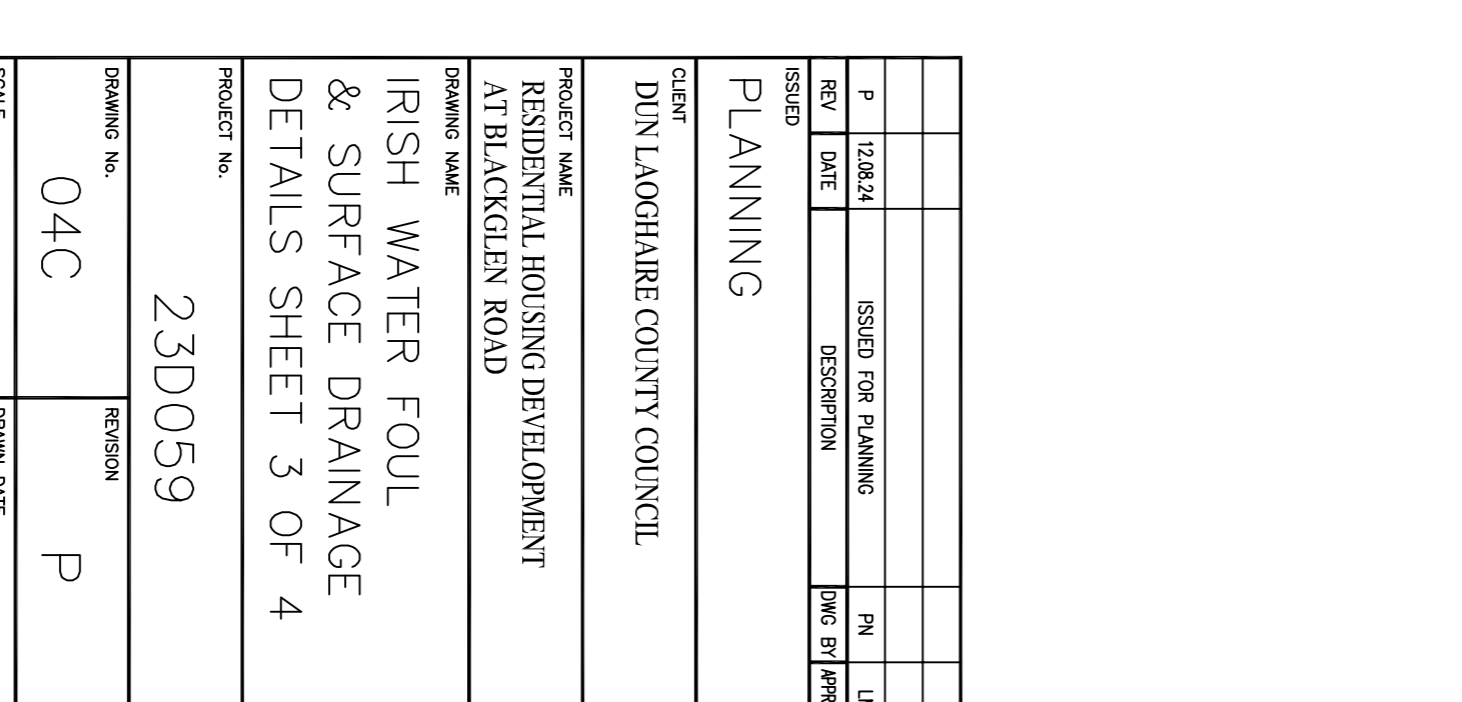 P 12.08.24 ISSUED FOR PLANNING PN
REV DATE DESCRIPTION DWG BY
ISSUED
PLANNING
CLIENT
DUN LAOGHAIRE COUNTY COUNCIL
PROJECT NAME
RESIDENTIAL HOUSING DEVELOPMENT
AT BLACKGLEN ROAD
DRAWING NAME
IRISH WATER FOUL
& SURFACE DRAINAGE
DETAILS SHEET 3 OF 4
PROJECT No.
23D059
DRAWING No. REVISION
04C P